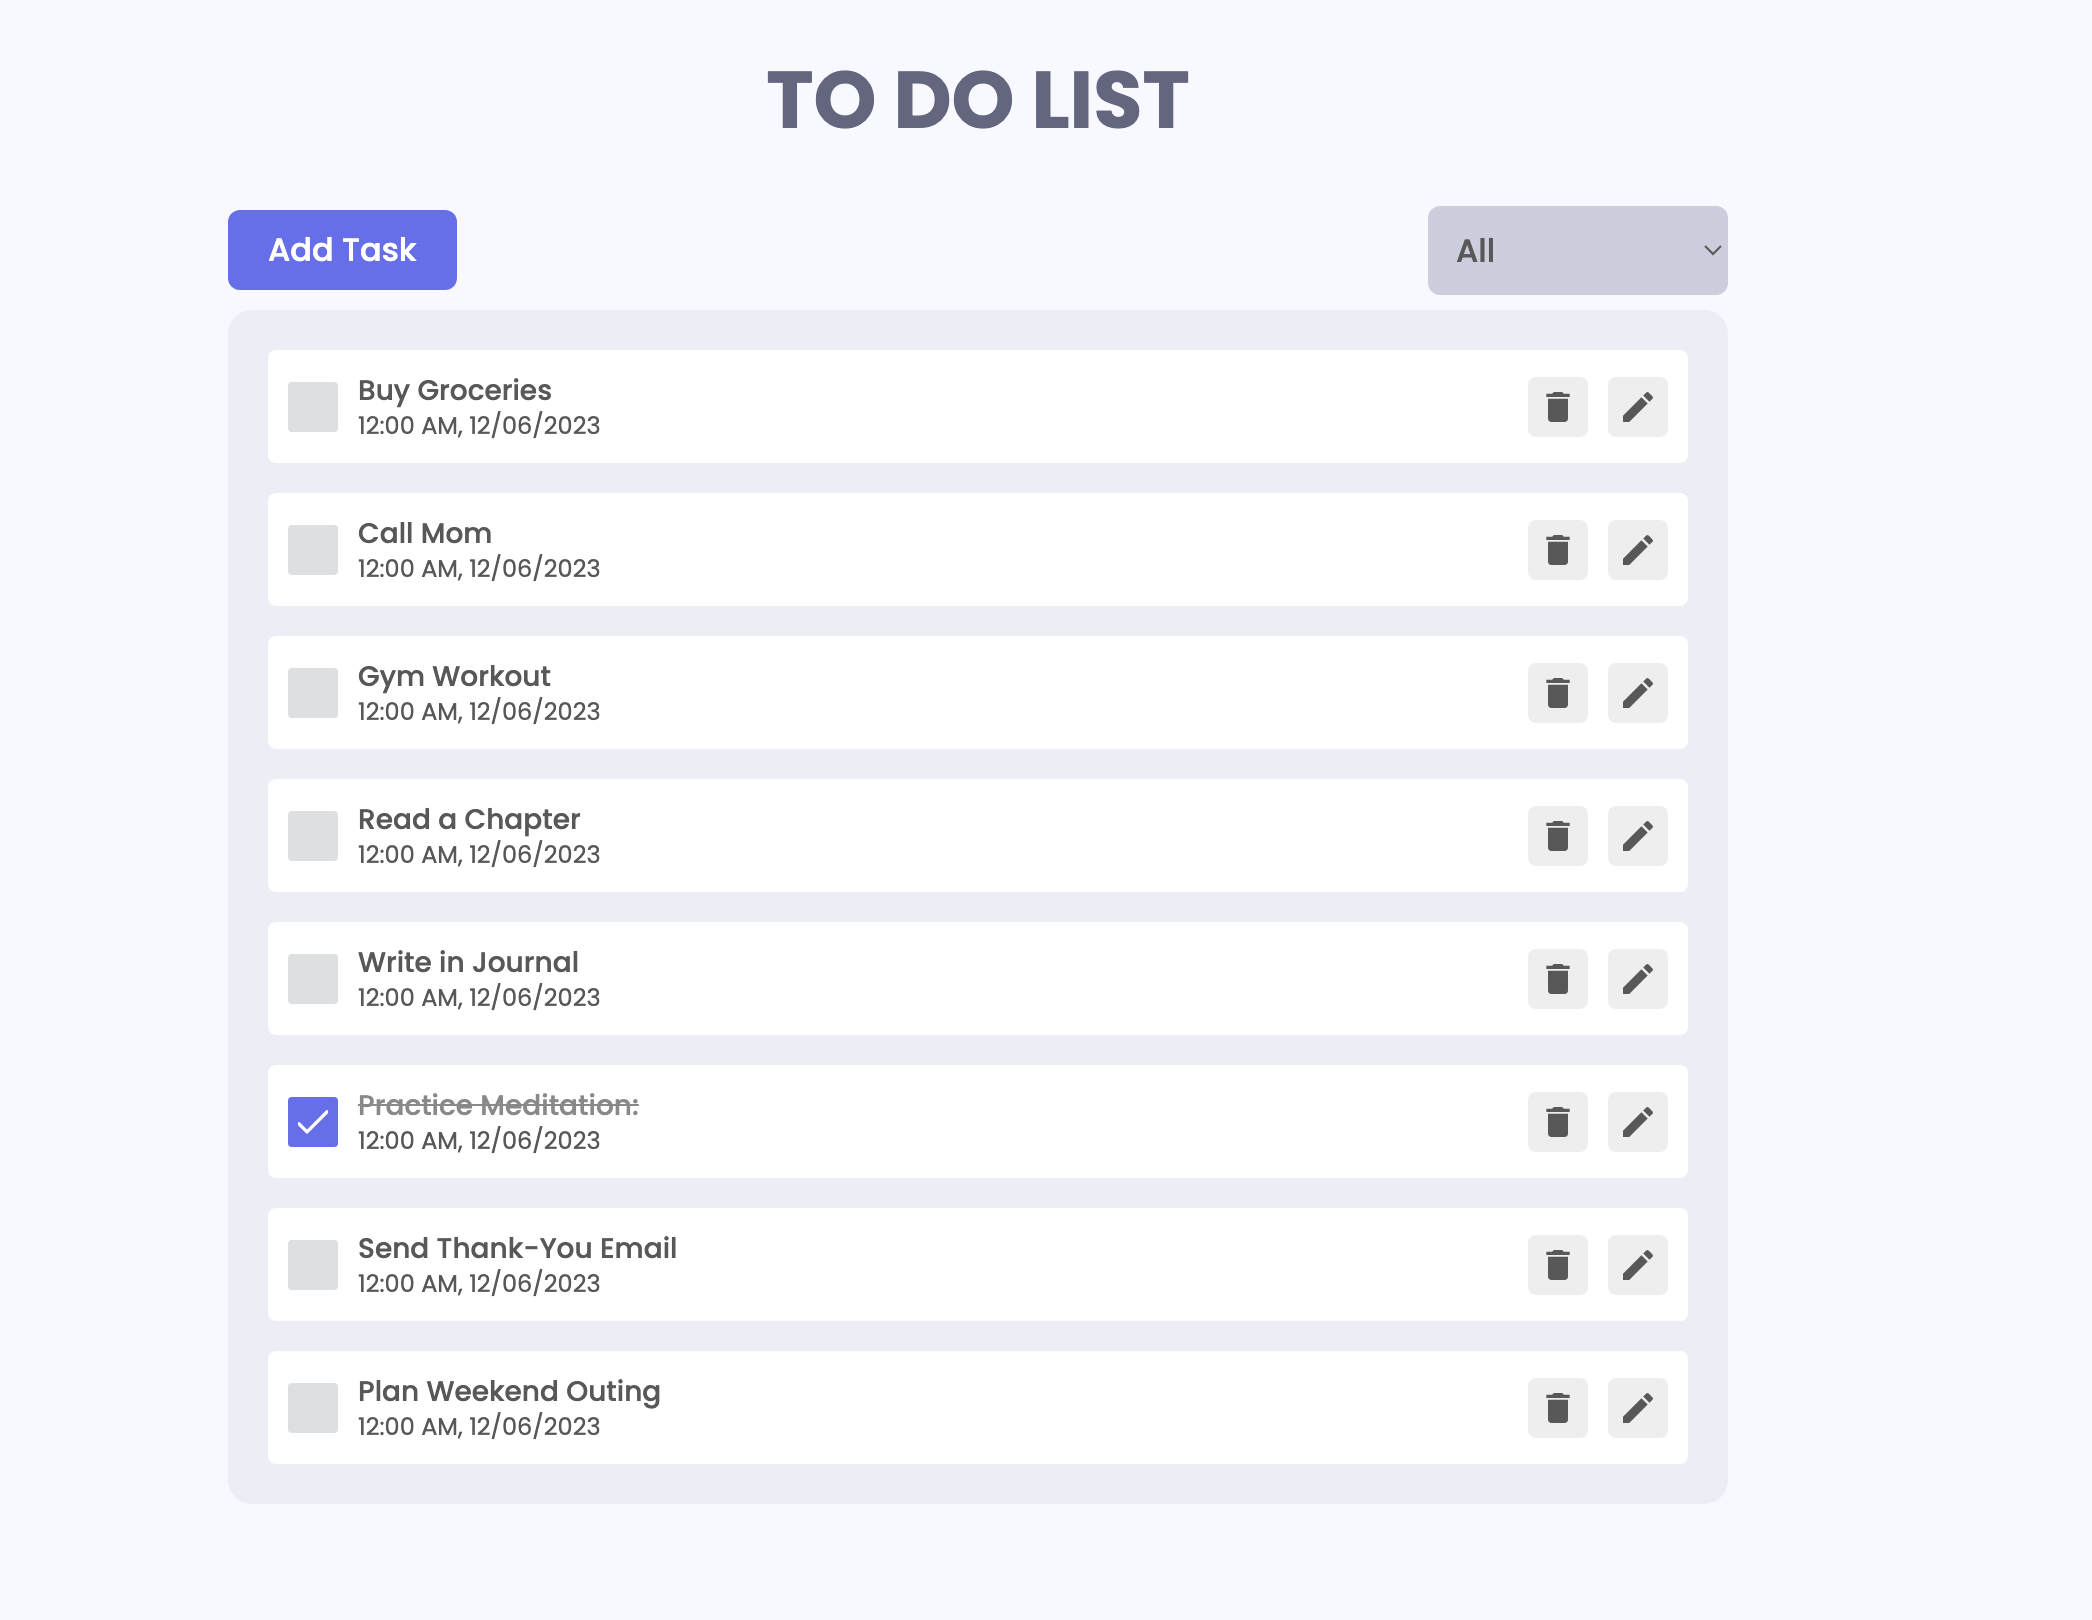 TO DO LIST
Add Task
All
Buy Groceries
12:00 AM, 12/06/2023
Call Mom
12:00 AM, 12/06/2023
Gym Workout
12:00 AM, 12/06/2023
Read a Chapter
12:00 AM, 12/06/2023
Write in Journal
12:00 AM, 12/06/2023
Practice Meditation:
12:00 AM, 12/06/2023
Send Thank-You Email
12:00 AM, 12/06/2023
Plan Weekend Outing
12:00 AM, 12/06/2023